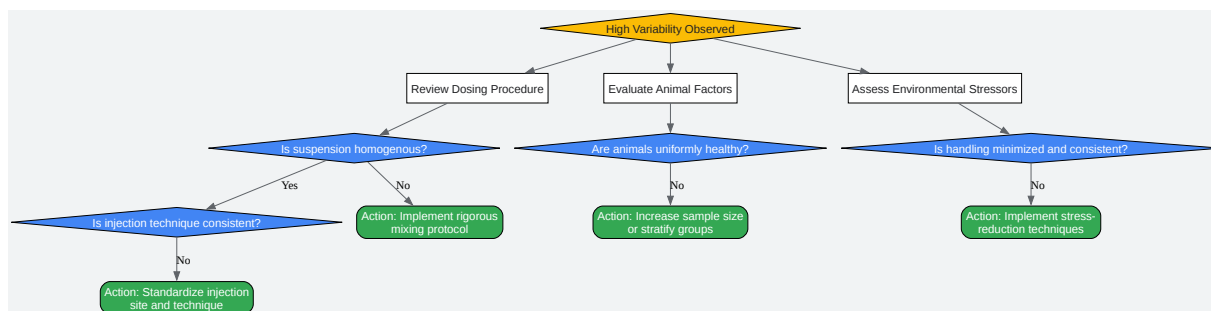 High Variability Observed
Review Dosing Procedure
Evaluate Animal Factors
Assess Environmental Stressors
Is suspension homogenous?
Are animals uniformly healthy?
Is handling minimized and consistent?
Yes
No
No
No
Is injection technique consistent?
Action: Implement rigorous
mixing protocol
Action: Increase sample size
or stratify groups
Action: Implement stress-
reduction techniques
No
Action: Standardize injection
site and technique